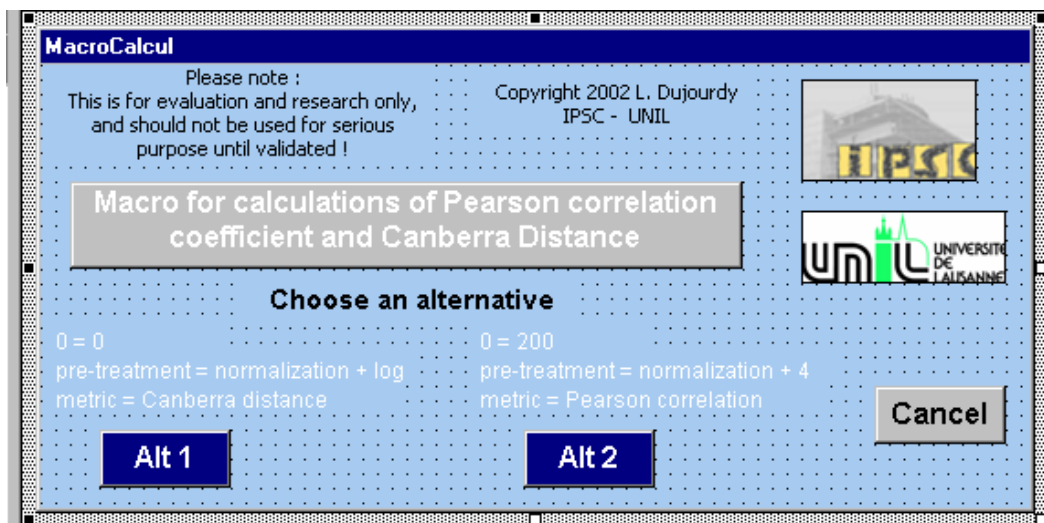 MacroCalcul
Please note :
This is for evaluation and research only,
and should not be used for serious
purpose until validated !
Copyright 2002 L. Dujourdy
IPSC - UNIL
ipsc
Macro for calculations of Pearson correlation
coefficient and Canberra Distance
unil
UNIVERSITE
DE
LAUSANNE
Choose an alternative
0 = 0
pre-treatment = normalization + log
metric = Canberra distance
0 = 200
pre-treatment = normalization + 4
metric = Pearson correlation
Alt 1
Alt 2
Cancel